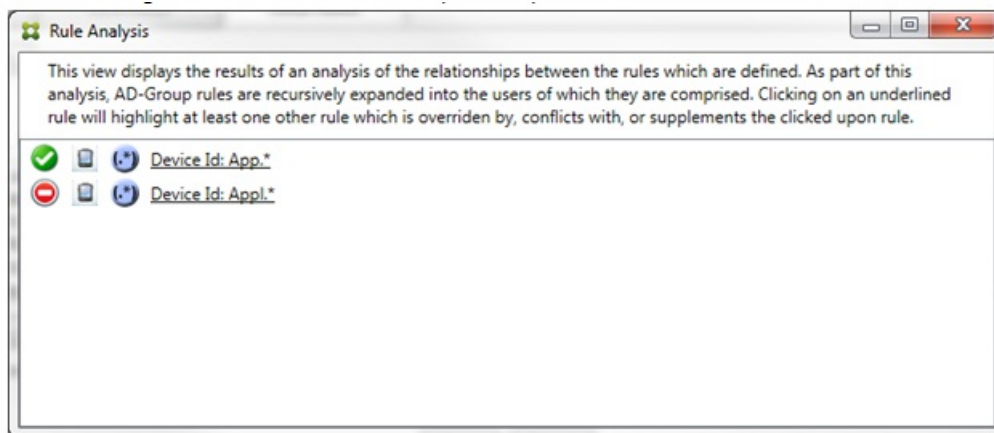 Rule Analysis
This view displays the results of an analysis of the relationships between the rules which are defined. As part of this
analysis, AD-Group rules are recursively expanded into the users of which they are comprised. Clicking on an underlined
rule will highlight at least one other rule which is overriden by, conflicts with, or supplements the clicked upon rule.
(.*) Device Id: App.*
(.*) Device Id: Appl.*